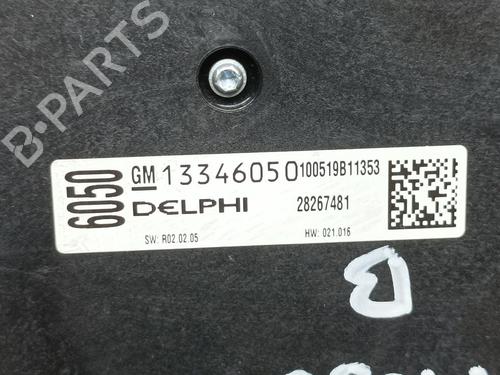 B-PARTS
6050
GM 13346050 100519B11353
DELPHI 28267481
SW: R02.02.05 HW: 021.016
B